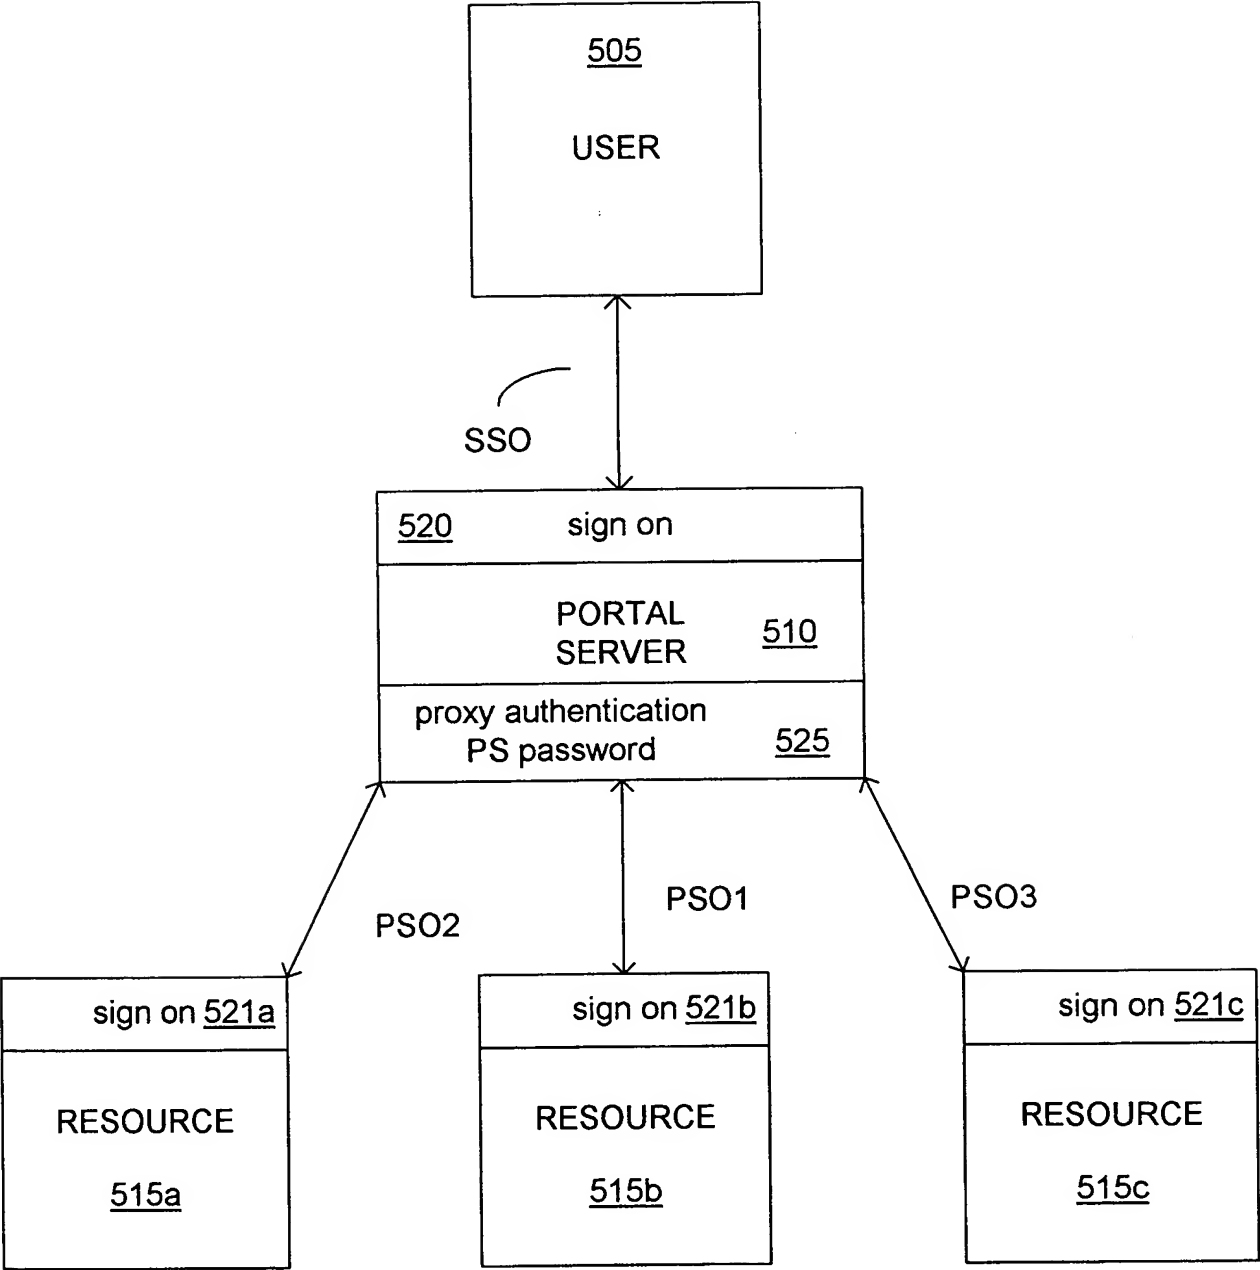 505
USER
SSO
520 sign on
PORTAL
SERVER 510
proxy authentication
PS password 525
PSO2 PSO1 PSO3
sign on 521a
RESOURCE
515a
sign on 521b
RESOURCE
515b
sign on 521c
RESOURCE
515c